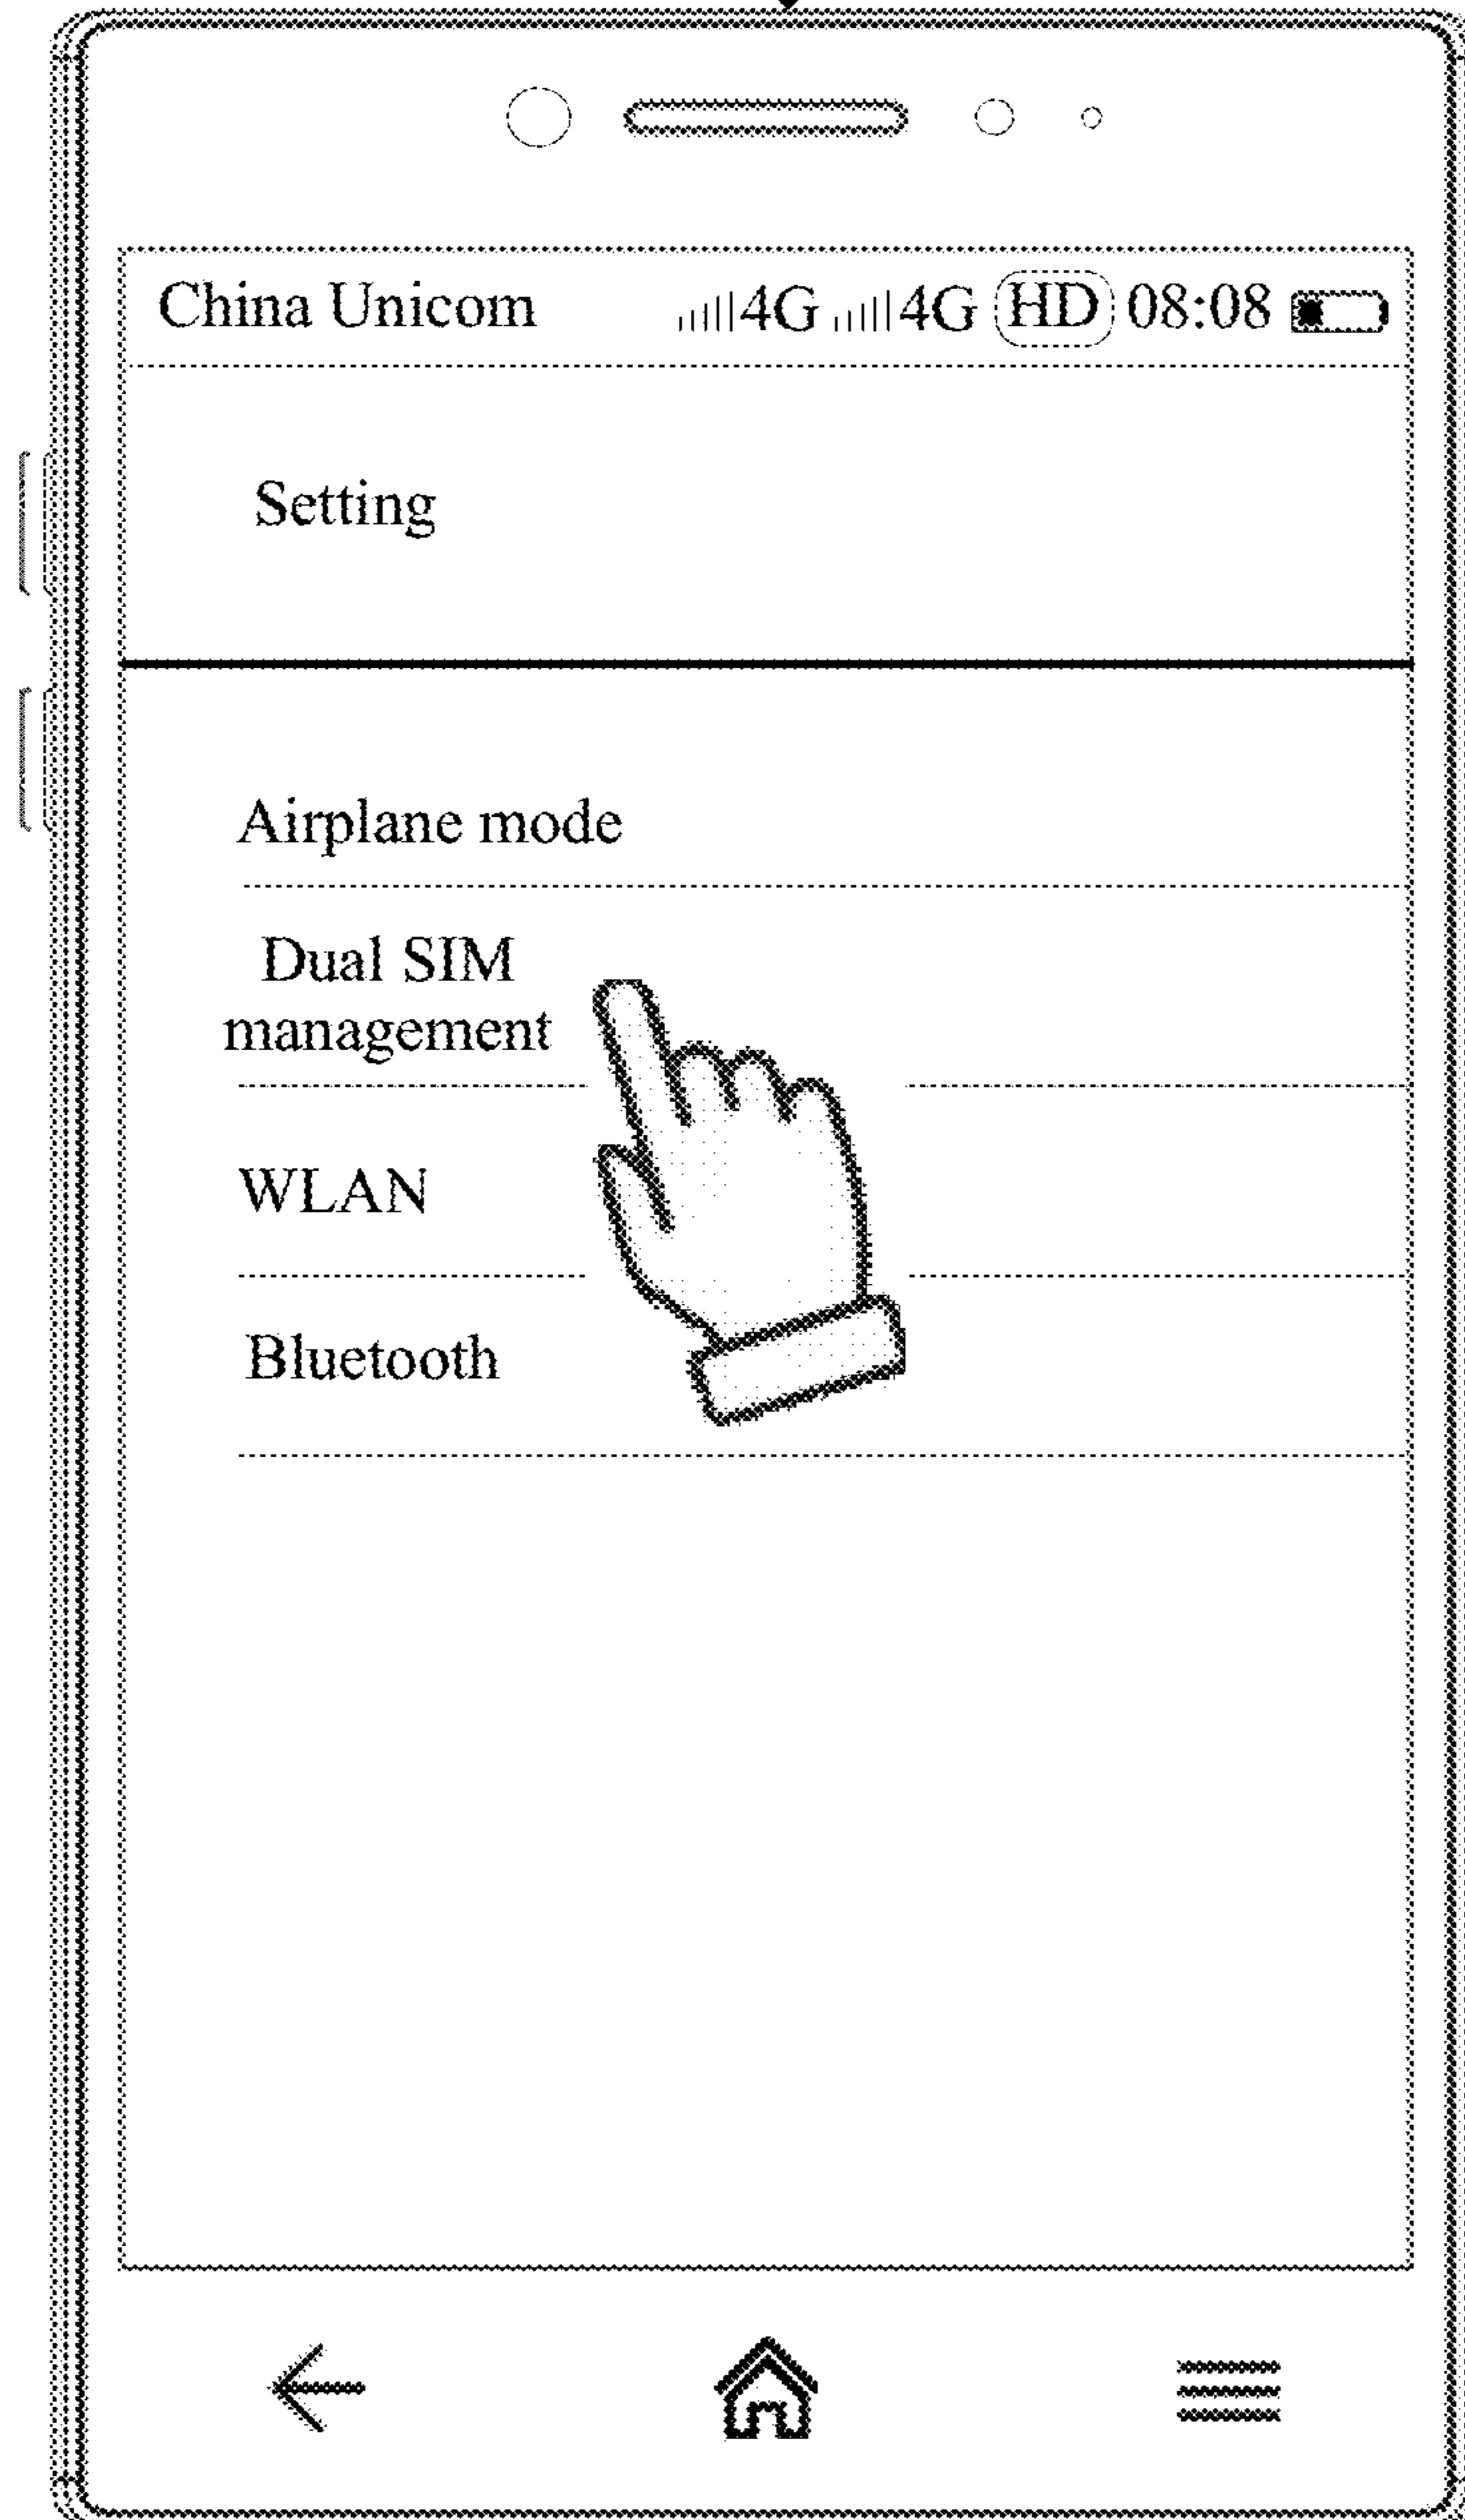 China Unicom 4G 4G HD 08:08
Setting
Airplane mode
Dual SIM
management
WLAN
Bluetooth